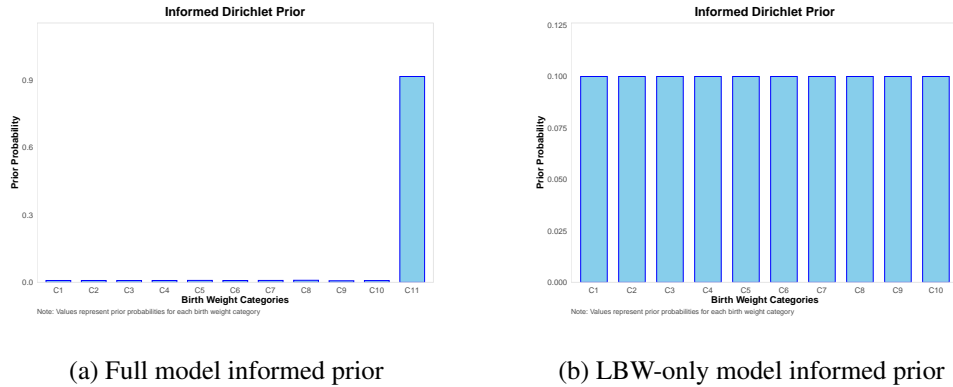 Informed Dirichlet Prior
Prior Probability
0.9
0.6
0.3
0.0
C1 C2 C3 C4 C5 C6 C7 C8 C9 C10 C11
Birth Weight Categories
Note: Values represent prior probabilities for each birth weight category
(a) Full model informed prior
Informed Dirichlet Prior
Prior Probability
0.125
0.100
0.075
0.050
0.025
0.000
C1 C2 C3 C4 C5 C6 C7 C8 C9 C10
Birth Weight Categories
Note: Values represent prior probabilities for each birth weight category
(b) LBW-only model informed prior